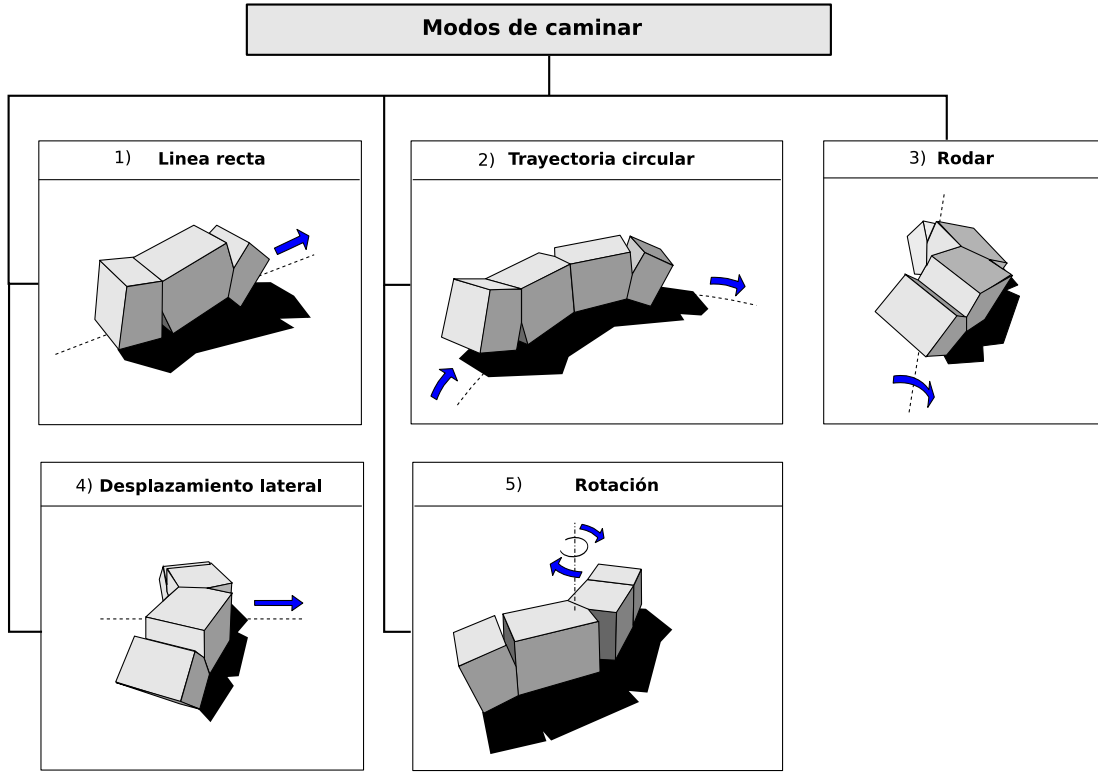 Modos de caminar
1) Linea recta
2) Trayectoria circular
3) Rodar
4) Desplazamiento lateral
5) Rotación